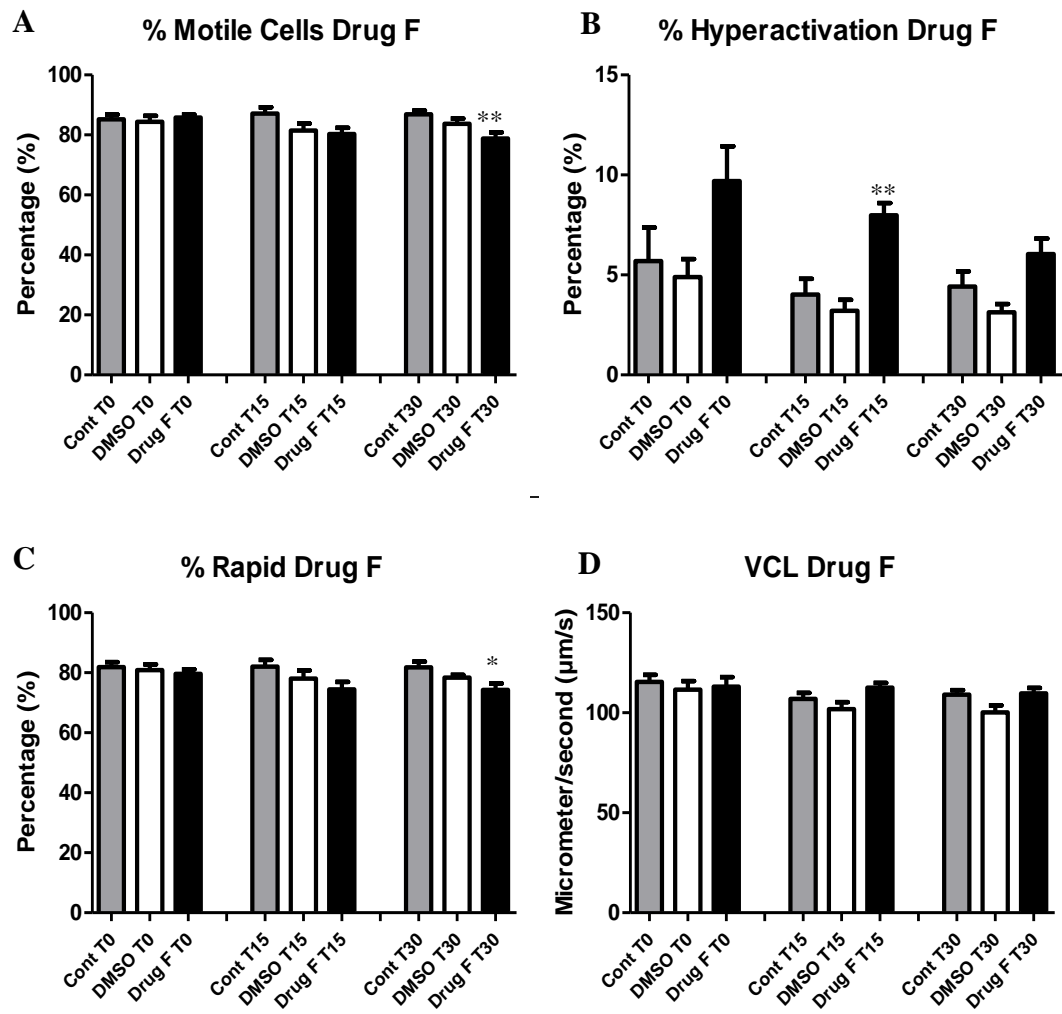 A
% Motile Cells Drug F
Percentage (%)
100
80
60
40
20
0
**
Cont T0
DMSO T0
Drug F T0
Cont T15
DMSO T15
Drug F T15
Cont T30
DMSO T30
Drug F T30
B
% Hyperactivation Drug F
Percentage (%)
15
10
5
0
**
Cont T0
DMSO T0
Drug F T0
Cont T15
DMSO T15
Drug F T15
Cont T30
DMSO T30
Drug F T30
C
% Rapid Drug F
Percentage (%)
100
80
60
40
20
0
*
Cont T0
DMSO T0
Drug F T0
Cont T15
DMSO T15
Drug F T15
Cont T30
DMSO T30
Drug F T30
D
VCL Drug F
Micrometer/second (µm/s)
150
100
50
0
Cont T0
DMSO T0
Drug F T0
Cont T15
DMSO T15
Drug F T15
Cont T30
DMSO T30
Drug F T30